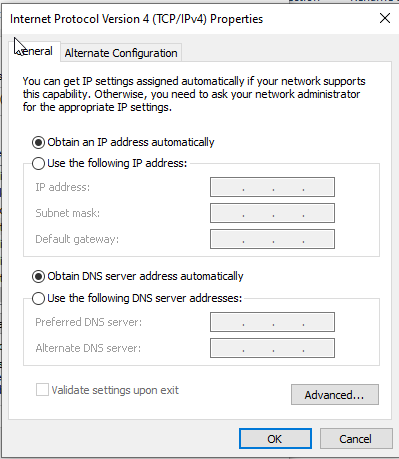 Internet Protocol Version 4 (TCP/IPv4) Properties
General Alternate Configuration
You can get IP settings assigned automatically if your network supports
this capability. Otherwise, you need to ask your network administrator
for the appropriate IP settings.
Obtain an IP address automatically
Use the following IP address:
IP address:
Subnet mask:
Default gateway:
Obtain DNS server address automatically
Use the following DNS server addresses:
Preferred DNS server:
Alternate DNS server:
Validate settings upon exit
Advanced...
OK Cancel